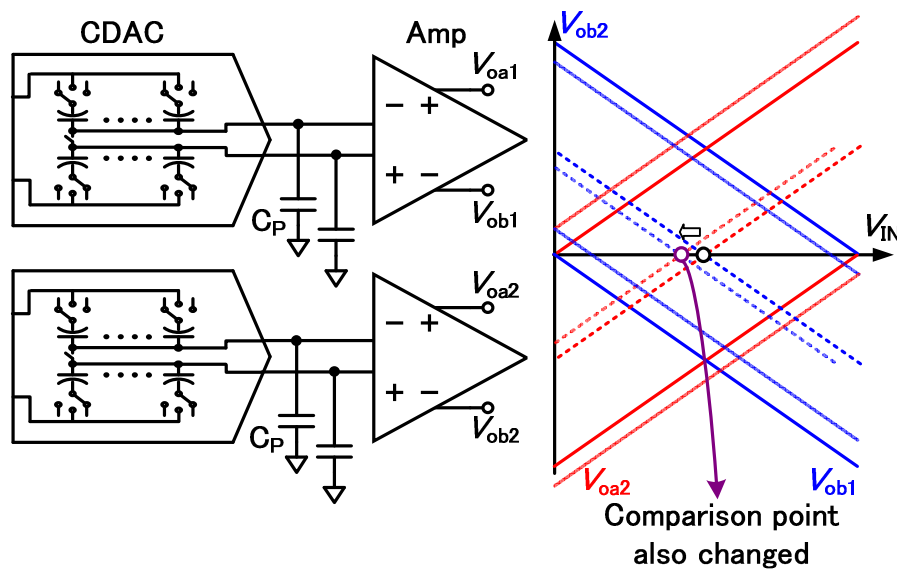 CDAC
Amp
Voa1
− +
+ −
Vob1
CP
Voa2
− +
+ −
Vob2
CP
Vob2
VIN
Voa2
Vob1
Comparison point
also changed